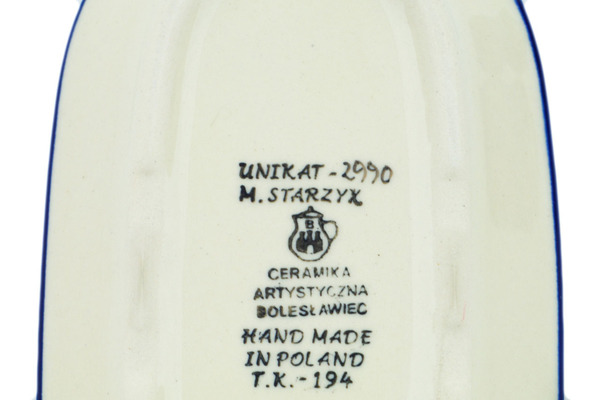 UNIKAT - 2990
M. STARZYK
B
CERAMIKA
ARTYSTYCZNA
BOLESŁAWIEC
HAND MADE
IN POLAND
T.K. - 194